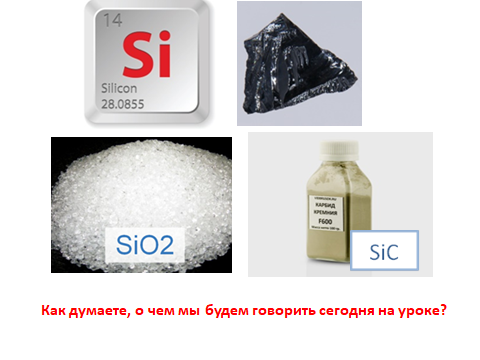 14
Si
Silicon
28.0855
SiO2
КАРБИД
КРЕМНИЯ
F600
SiC
Как думаете, о чем мы будем говорить сегодня на уроке?